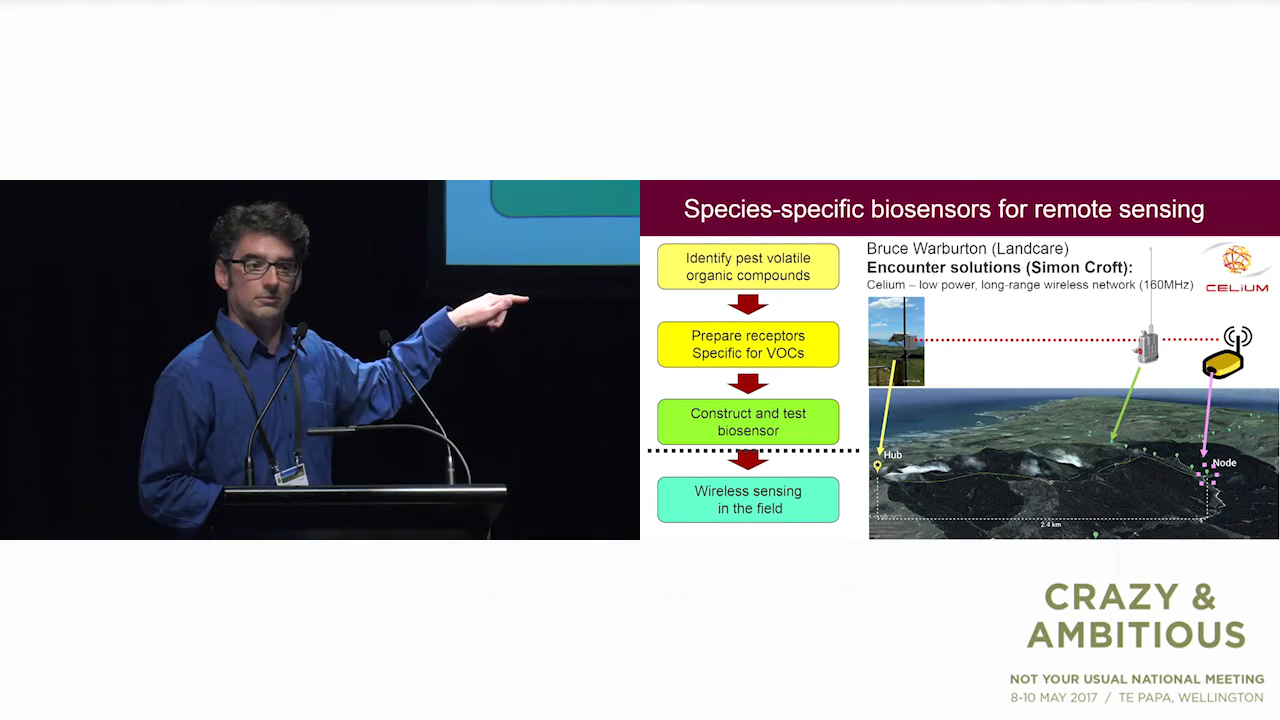 Species-specific biosensors for remote sensing
Identify pest volatile
organic compounds
Prepare receptors
Specific for VOCs
Construct and test
biosensor
Wireless sensing
in the field
Bruce Warburton (Landcare)
Encounter solutions (Simon Croft):
Celium – low power, long-range wireless network (160MHz)
CELIUM
Hub
Node
2.4 km
CRAZY &
AMBITIOUS
NOT YOUR USUAL NATIONAL MEETING
8-10 MAY 2017 / TE PAPA, WELLINGTON